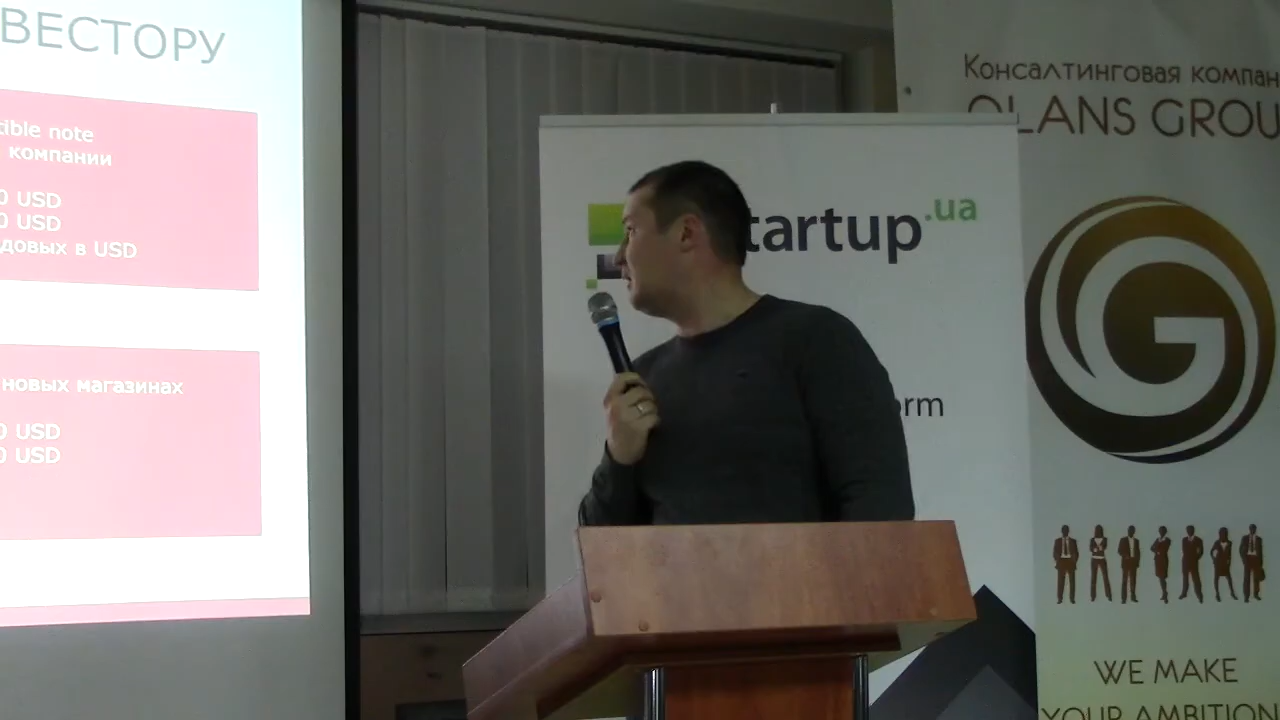 ВЕСТОРУ
tible note
компании
0 USD
0 USD
довых в USD
новых магазинах
0 USD
0 USD
tartup.ua
orm
Консалтинговая компан
OLANS GROU
G
WE MAKE
YOUR AMBITION